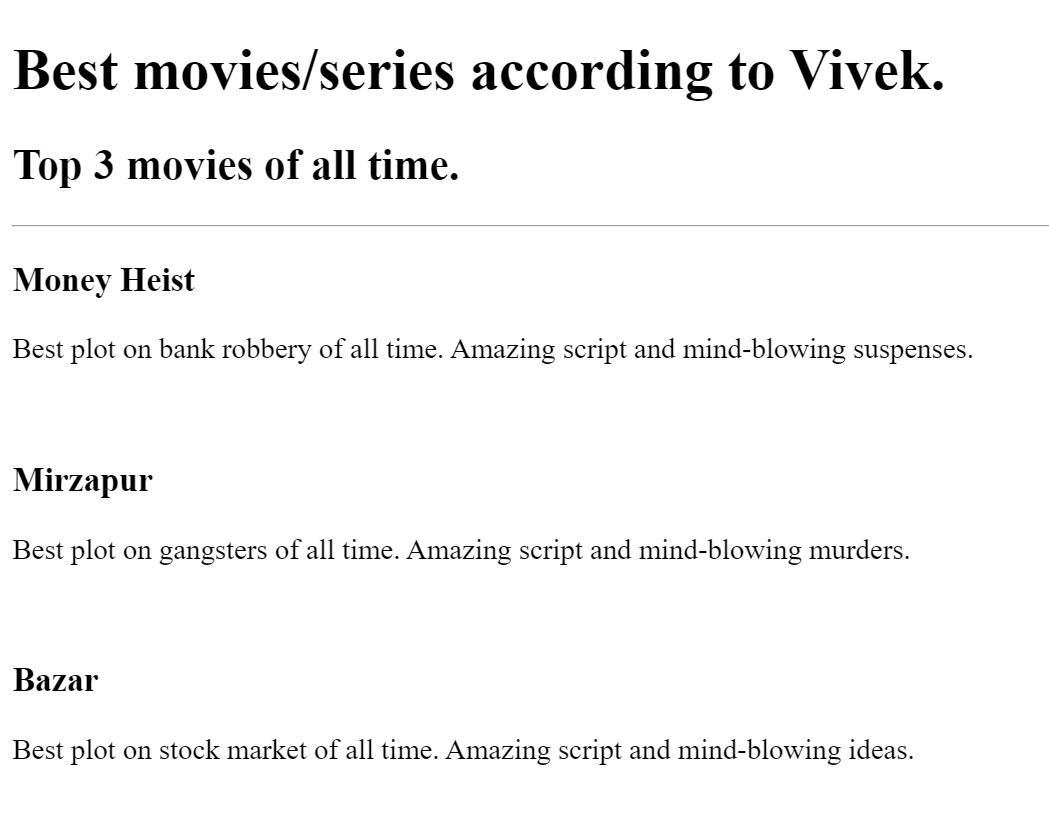 Best movies/series according to Vivek.
Top 3 movies of all time.
Money Heist
Best plot on bank robbery of all time. Amazing script and mind-blowing suspenses.
Mirzapur
Best plot on gangsters of all time. Amazing script and mind-blowing murders.
Bazar
Best plot on stock market of all time. Amazing script and mind-blowing ideas.